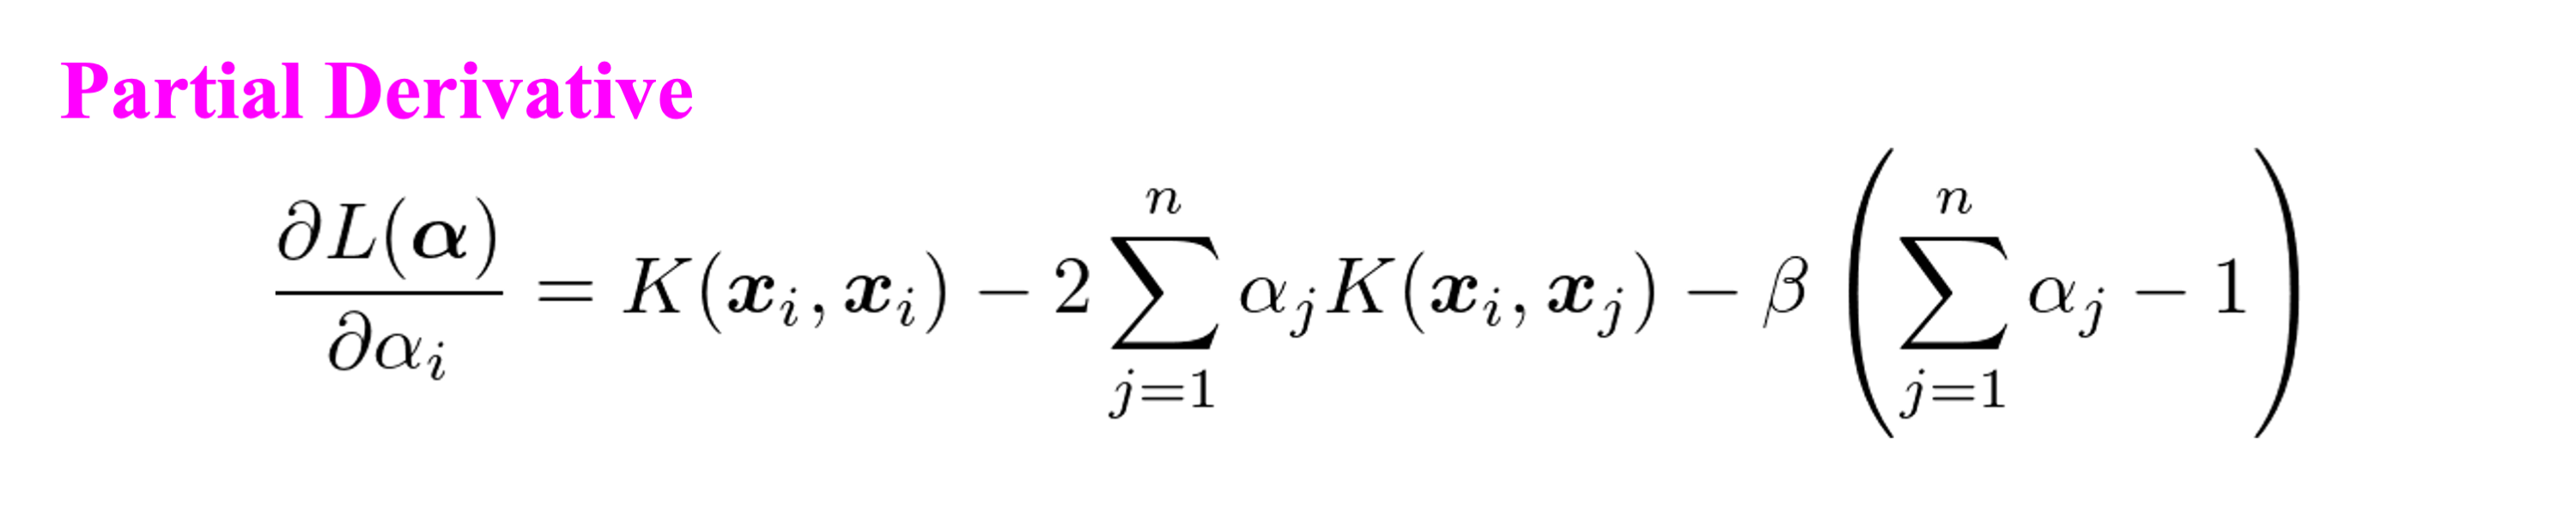 Partial Derivative
\frac{\partial L(\boldsymbol{\alpha})}{\partial \alpha_i} = K(\boldsymbol{x}_i, \boldsymbol{x}_i) - 2 \sum_{j=1}^{n} \alpha_j K(\boldsymbol{x}_i, \boldsymbol{x}_j) - \beta \left( \sum_{j=1}^{n} \alpha_j - 1 \right)